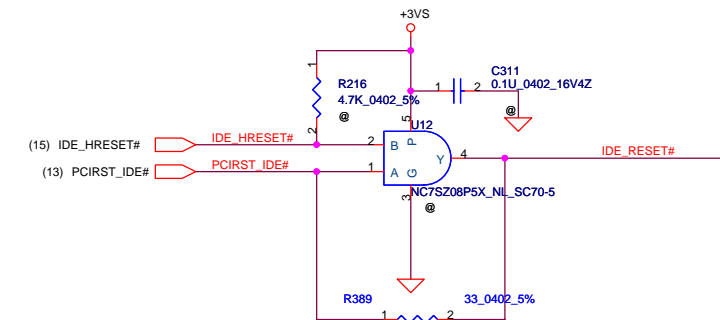 +3VS
1
R216
4.7K_0402_5%
@
2
C311
0.1U_0402_16V4Z
1
2
@
5
U12
(15) IDE_HRESET#
IDE_HRESET#
2
B
P
(13) PCIRST_IDE#
PCIRST_IDE#
1
A
G
Y
4
IDE_RESET#
3
NC7SZ08P5X_NL_SC70-5
@
R389
33_0402_5%
1
2